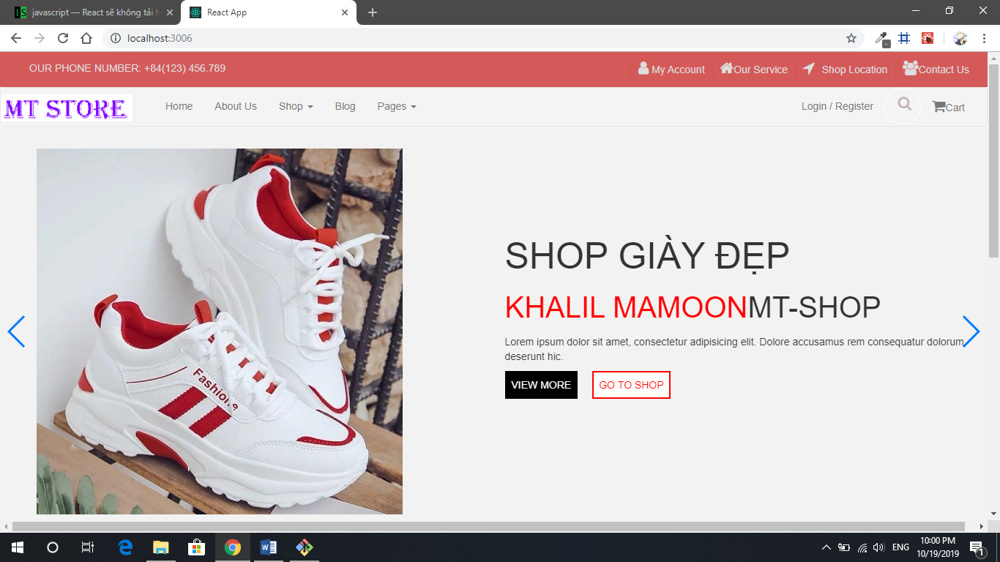 javascript — React sẽ không tải h
React App
localhost:3006
OUR PHONE NUMBER: +84(123) 456.789
My Account
Our Service
Shop Location
Contact Us
MT STORE
Home
About Us
Shop
Blog
Pages
Login / Register
Cart
Fashione
SHOP GIÀY ĐẸP
KHALIL MAMOONMT-SHOP
Lorem ipsum dolor sit amet, consectetur adipisicing elit. Dolore accusamus rem consequatur dolorum
deserunt hic.
VIEW MORE
GO TO SHOP
ENG
10:00 PM
10/19/2019
1